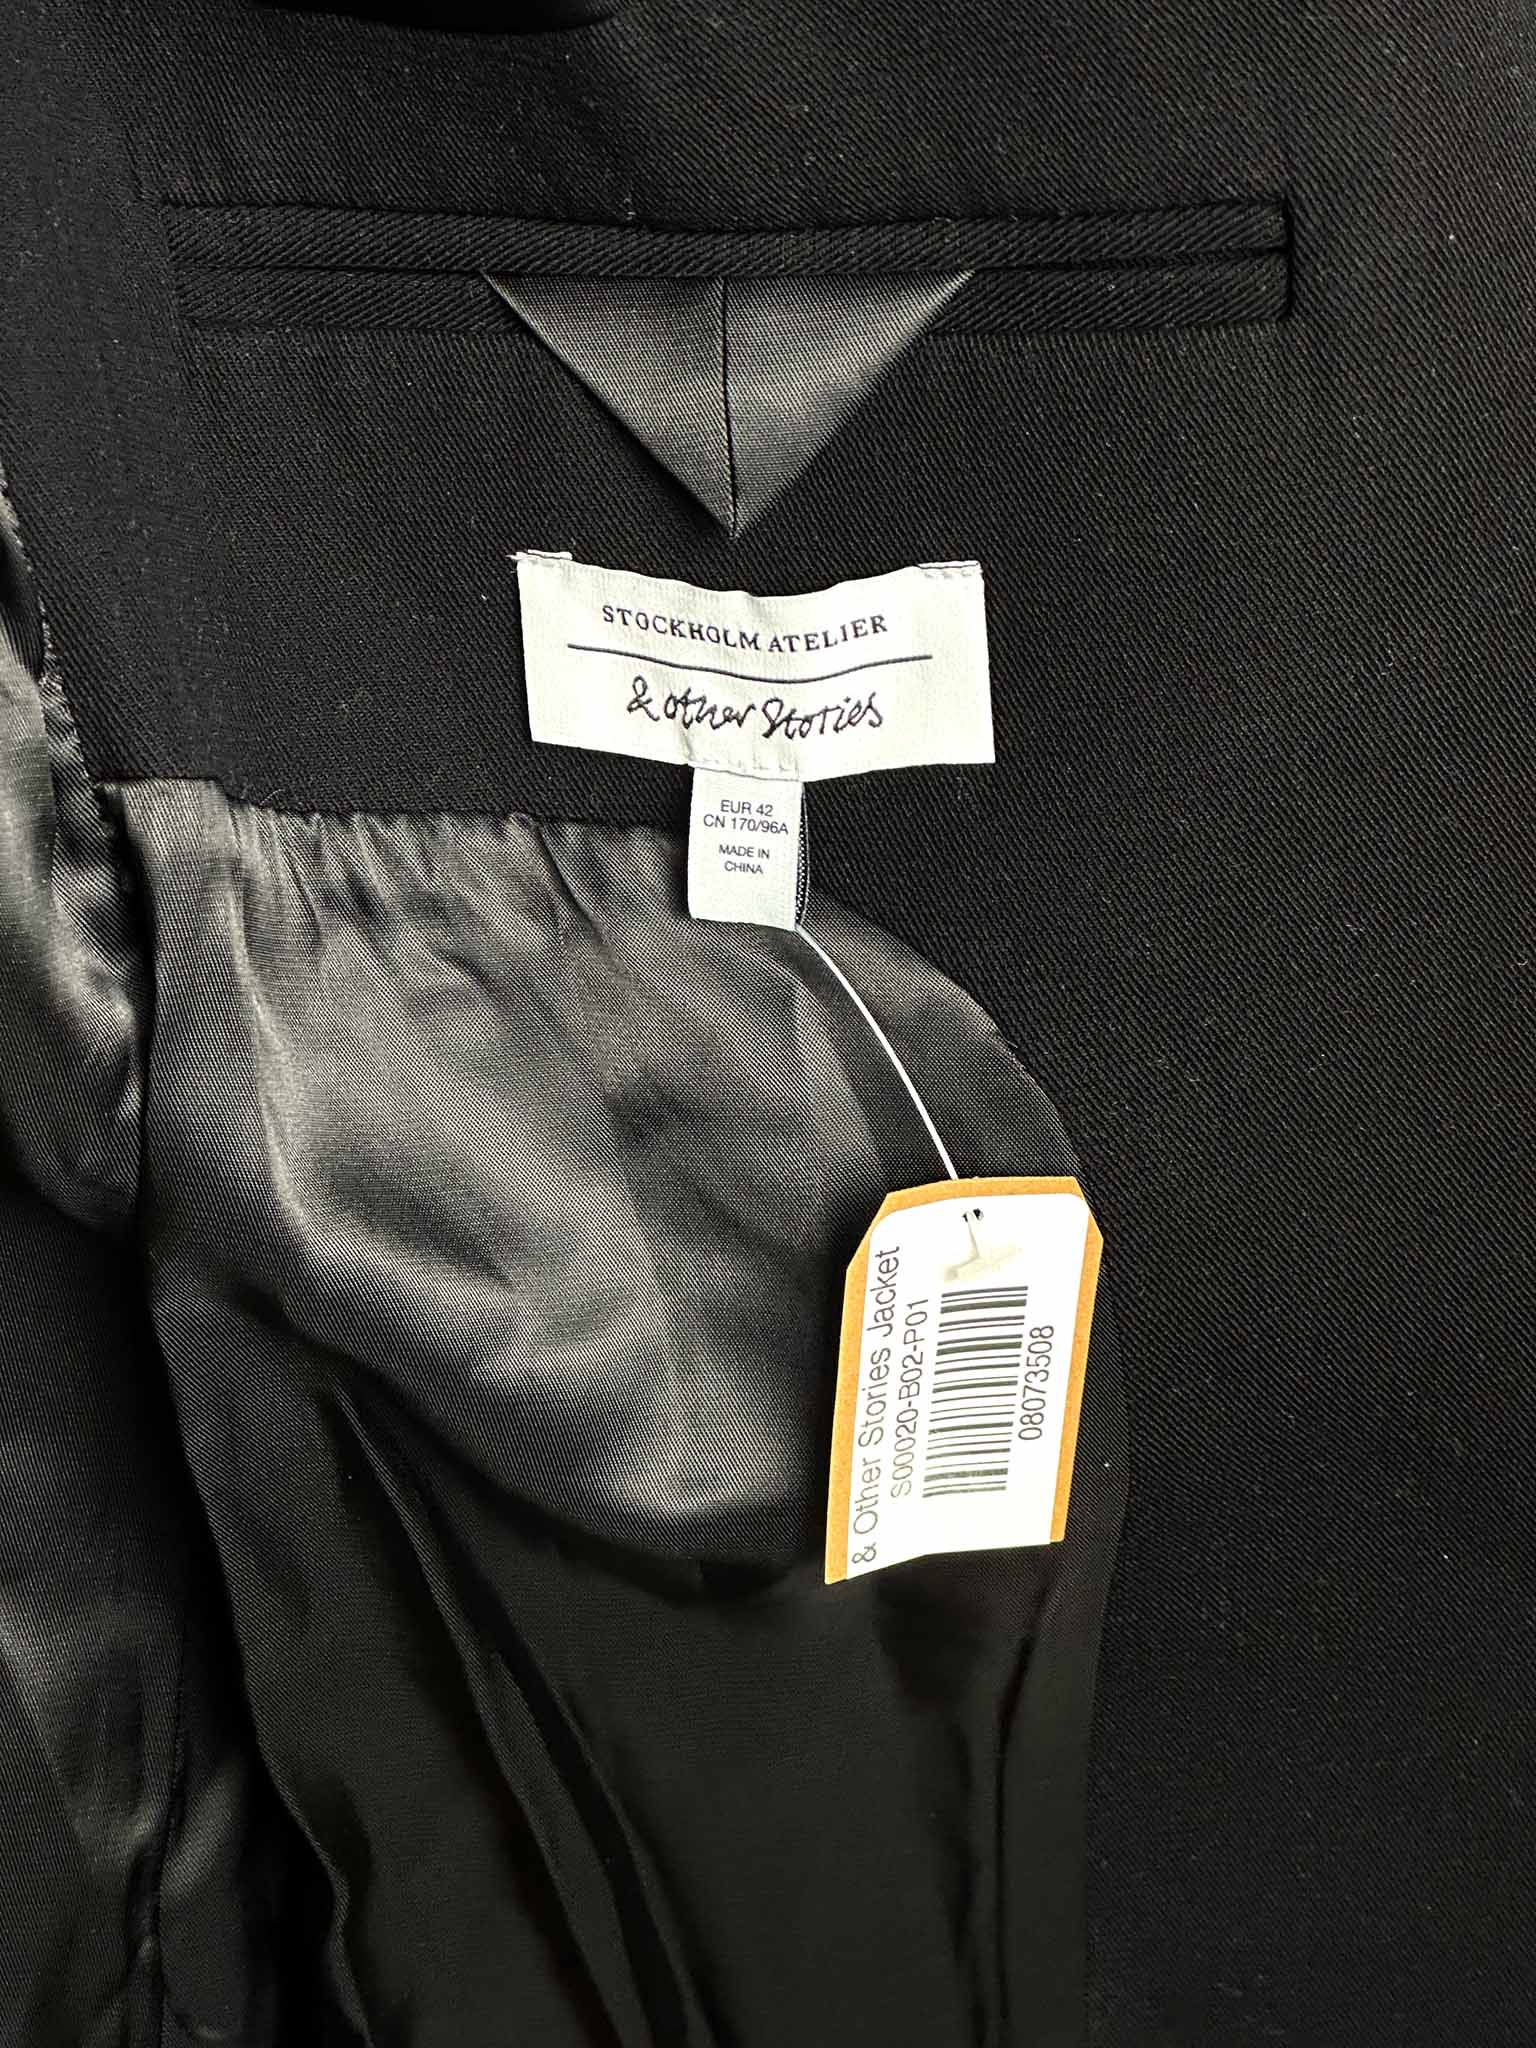 STOCKHOLM ATELIER
& Other Stories
EUR 42
CN 170/96A
MADE IN
CHINA
& Other Stories Jacket
S00020-B02-P01
08073508